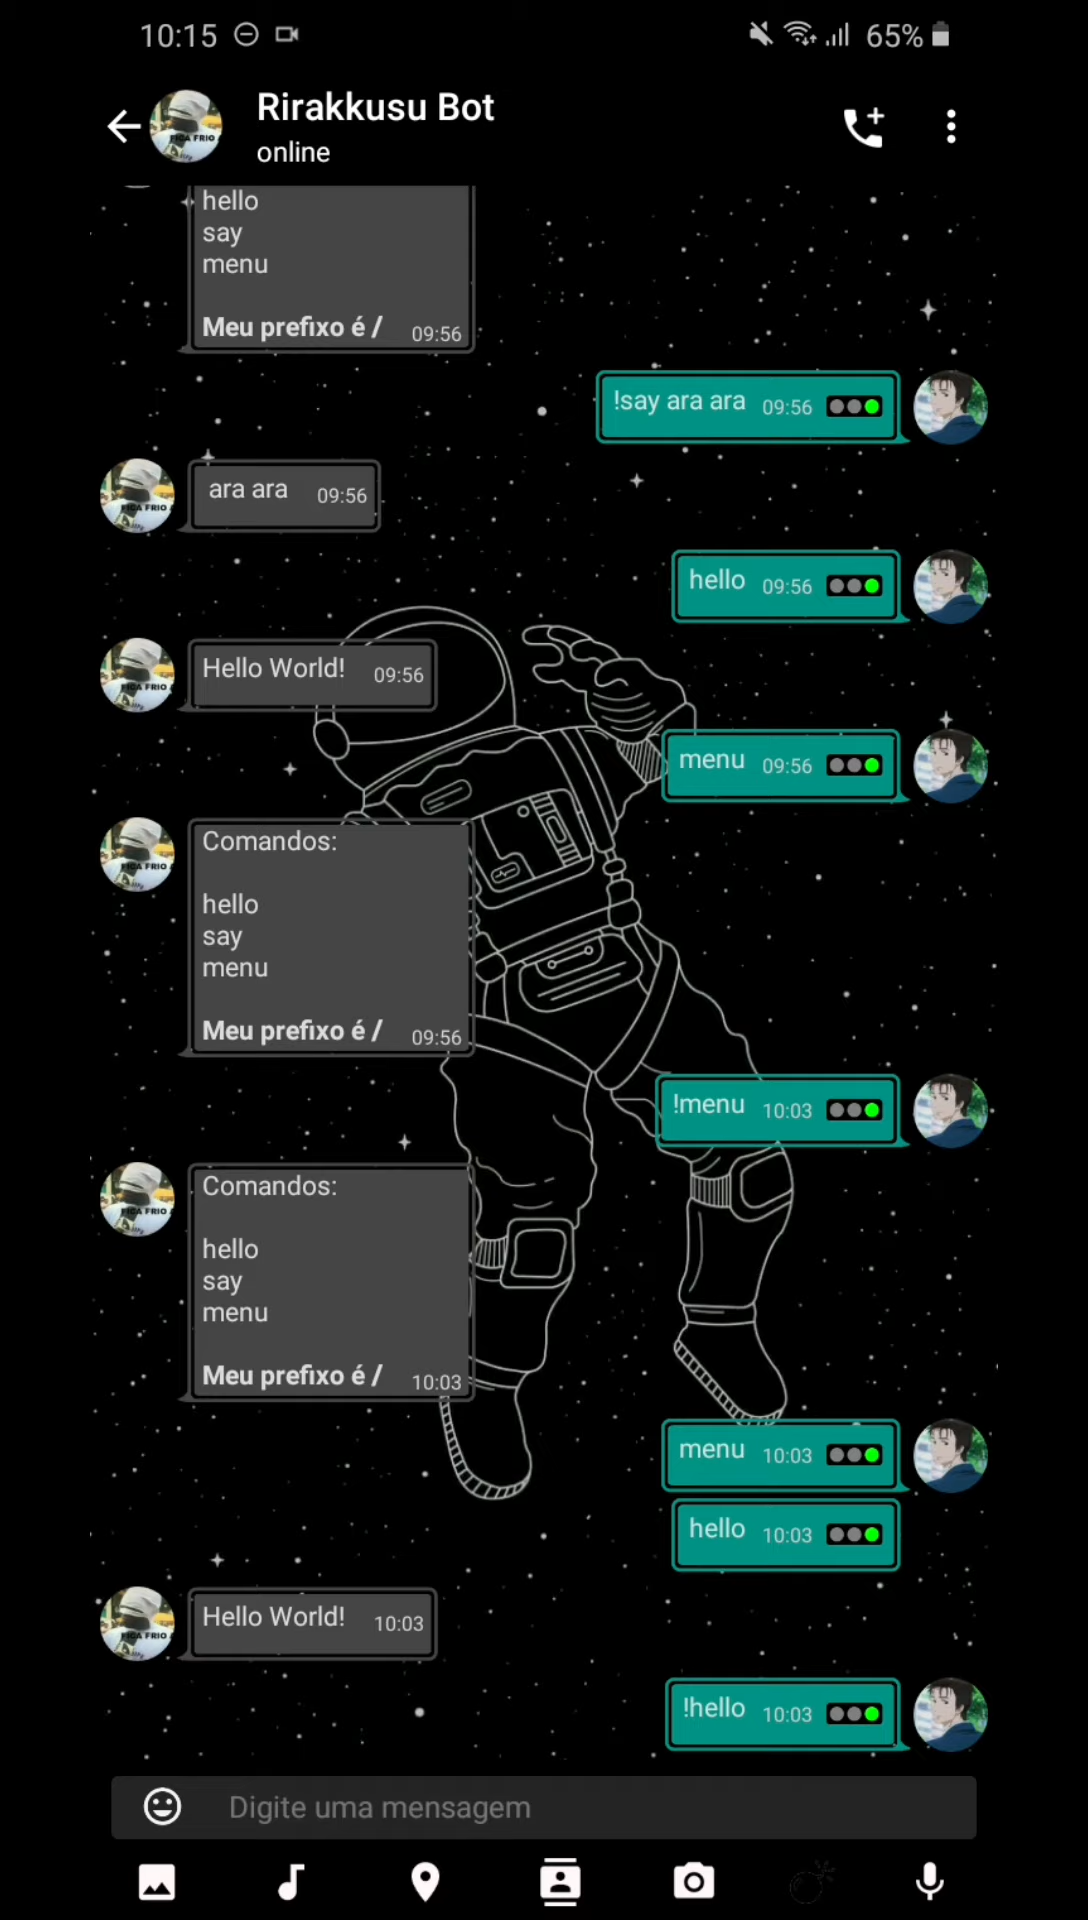 10:15
65%
Rirakkusu Bot
online
hello
say
menu
Meu prefixo é / 09:56
!say ara ara 09:56
ara ara 09:56
hello 09:56
Hello World! 09:56
menu 09:56
Comandos:
hello
say
menu
Meu prefixo é / 09:56
!menu 10:03
Comandos:
hello
say
menu
Meu prefixo é / 10:03
menu 10:03
hello 10:03
Hello World! 10:03
!hello 10:03
Digite uma mensagem